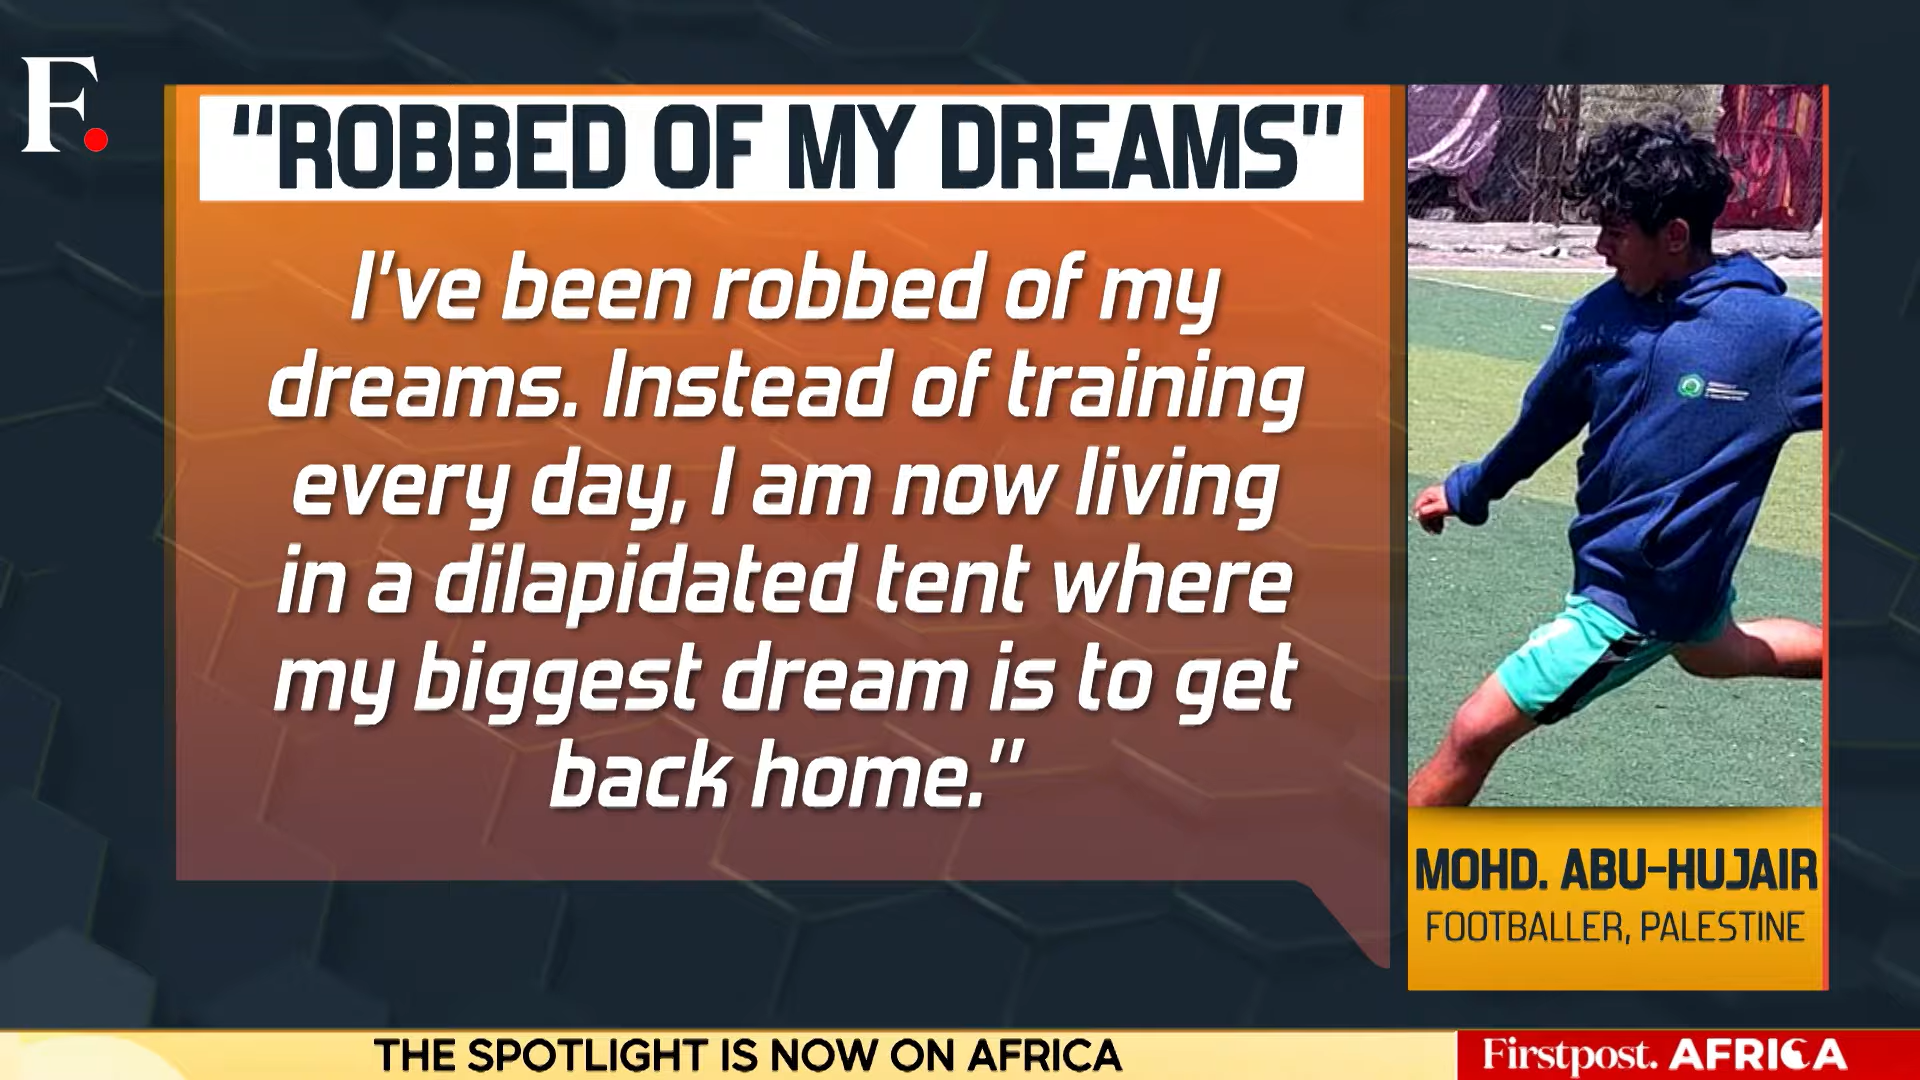 F.
“ROBBED OF MY DREAMS”
I've been robbed of my
dreams. Instead of training
every day, I am now living
in a dilapidated tent where
my biggest dream is to get
back home.”
MOHD. ABU-HUJAIR
FOOTBALLER, PALESTINE
THE SPOTLIGHT IS NOW ON AFRICA
Firstpost. AFRICA